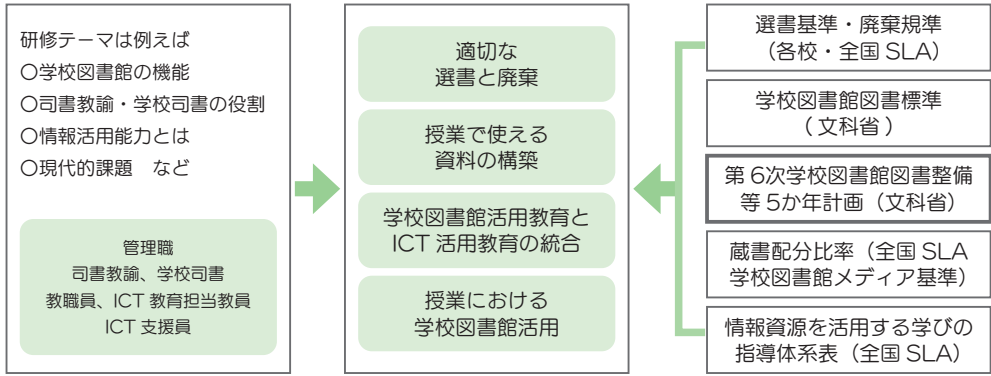 研修テーマは例えば
〇学校図書館の機能
〇司書教諭・学校司書の役割
〇情報活用能力とは
〇現代的課題　など
管理職
司書教諭、学校司書
教職員、ICT 教育担当教員
ICT 支援員
適切な
選書と廃棄
授業で使える
資料の構築
学校図書館活用教育と
ICT 活用教育の統合
授業における
学校図書館活用
選書基準・廃棄規準
（各校・全国 SLA）
学校図書館図書標準
（ 文科省 ）
第 6次学校図書館図書整備
等 5か年計画（文科省）
蔵書配分比率（全国 SLA
学校図書館メディア基準）
情報資源を活用する学びの
指導体系表（全国 SLA）